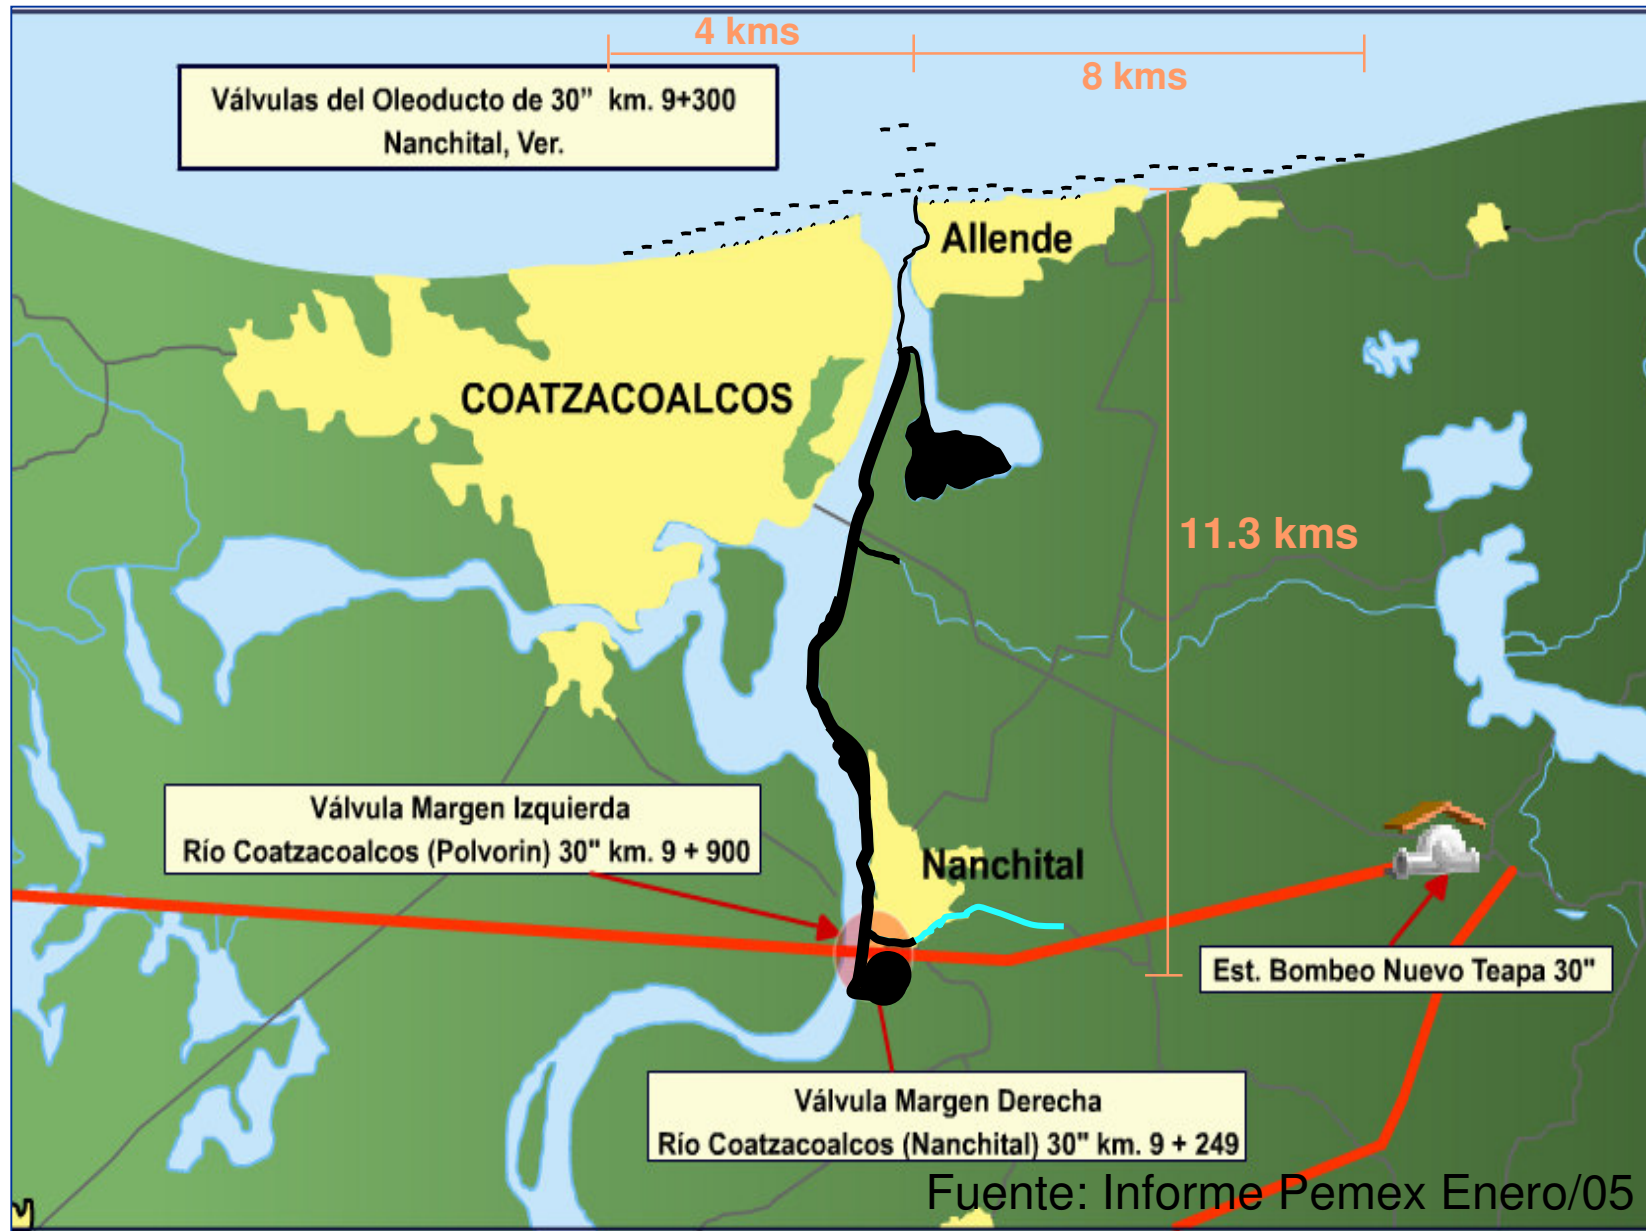 4 kms
8 kms
Válvulas del Oleoducto de 30” km. 9+300
Nanchital, Ver.
Allende
COATZACOALCOS
11.3 kms
Válvula Margen Izquierda
Río Coatzacoalcos (Polvorin) 30" km. 9 + 900
Nanchital
Est. Bombeo Nuevo Teapa 30"
Válvula Margen Derecha
Río Coatzacoalcos (Nanchital) 30" km. 9 + 249
Fuente: Informe Pemex Enero/05